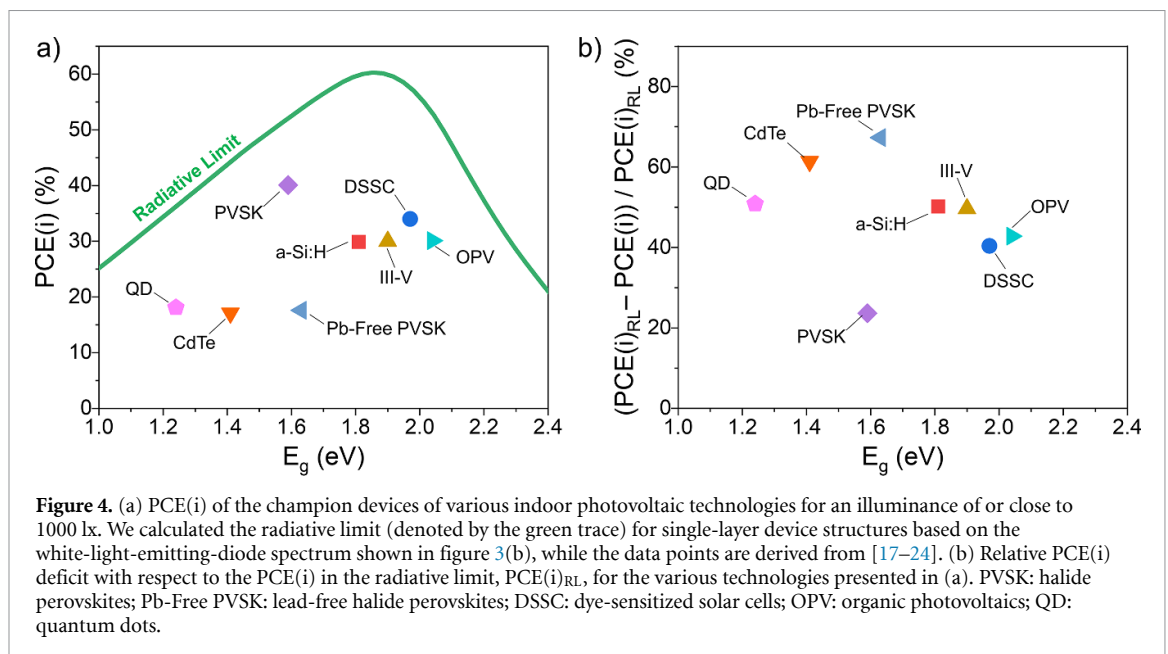 a)
PCE(i) (%)
60
50
40
30
20
10
0
Radiative Limit
PVSK
DSSC
a-Si:H
III-V
OPV
QD
CdTe
Pb-Free PVSK
1.0 1.2 1.4 1.6 1.8 2.0 2.2 2.4
E_g (eV)
b)
(PCE(i)_RL – PCE(i)) / PCE(i)_RL (%)
80
60
40
20
0
Pb-Free PVSK
CdTe
QD
III-V
a-Si:H
OPV
DSSC
PVSK
1.0 1.2 1.4 1.6 1.8 2.0 2.2 2.4
E_g (eV)
Figure 4. (a) PCE(i) of the champion devices of various indoor photovoltaic technologies for an illuminance of or close to
1000 lx. We calculated the radiative limit (denoted by the green trace) for single-layer device structures based on the
white-light-emitting-diode spectrum shown in figure 3(b), while the data points are derived from [17–24]. (b) Relative PCE(i)
deficit with respect to the PCE(i) in the radiative limit, PCE(i)_RL, for the various technologies presented in (a). PVSK: halide
perovskites; Pb-Free PVSK: lead-free halide perovskites; DSSC: dye-sensitized solar cells; OPV: organic photovoltaics; QD:
quantum dots.